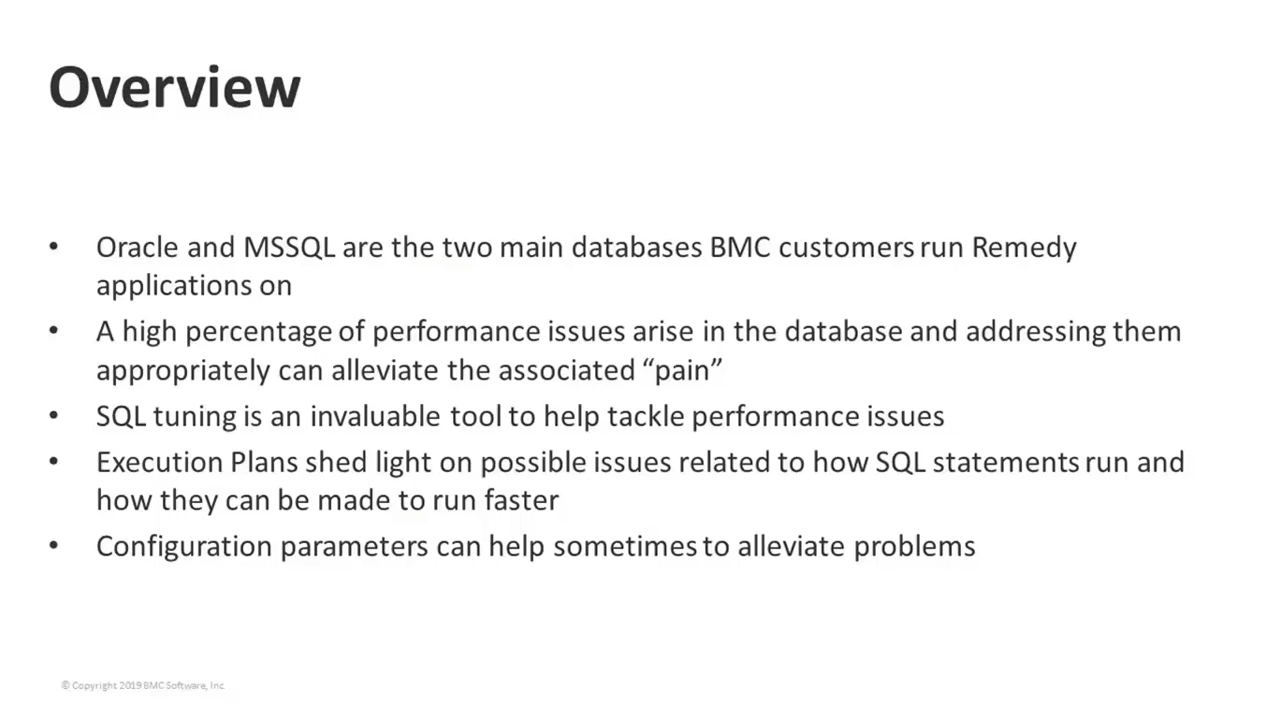 Overview
• Oracle and MSSQL are the two main databases BMC customers run Remedy
applications on
• A high percentage of performance issues arise in the database and addressing them
appropriately can alleviate the associated “pain”
• SQL tuning is an invaluable tool to help tackle performance issues
• Execution Plans shed light on possible issues related to how SQL statements run and
how they can be made to run faster
• Configuration parameters can help sometimes to alleviate problems
© Copyright 2019 BMC Software, Inc.